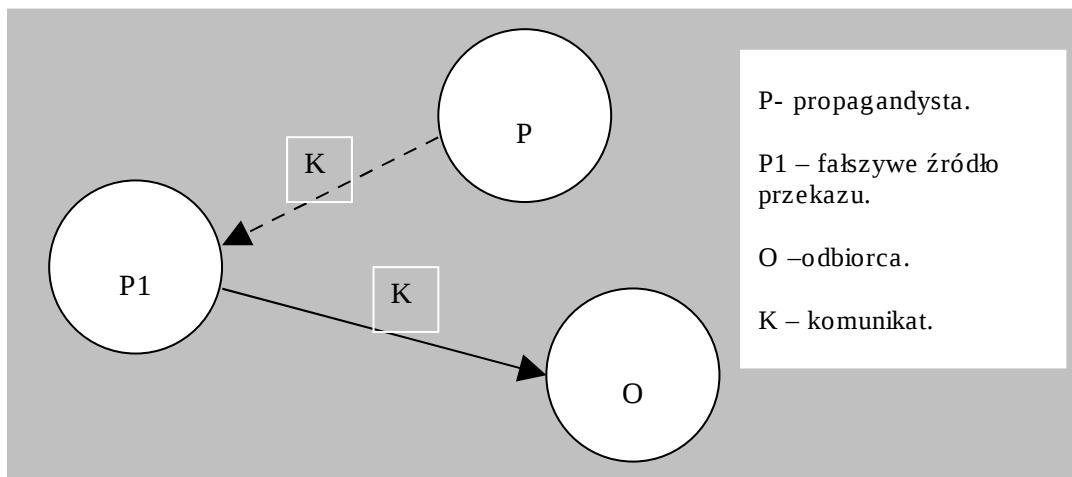 P
K
P1
K
O
P- propagandysta.
P1 – fałszywe źródło
przekazu.
O –odbiorca.
K – komunikat.